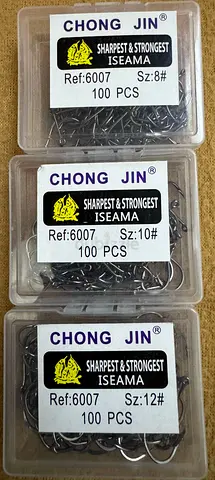 CHONG JIN®
SHARPEST & STRONGEST
ISEAMA
Ref:6007 Sz:8#
100 PCS
CHONG JIN®
SHARPEST & STRONGEST
ISEAMA
Ref:6007 Sz:10#
100 PCS
CHONG JIN®
SHARPEST & STRONGEST
ISEAMA
Ref:6007 Sz:12#
100 PCS